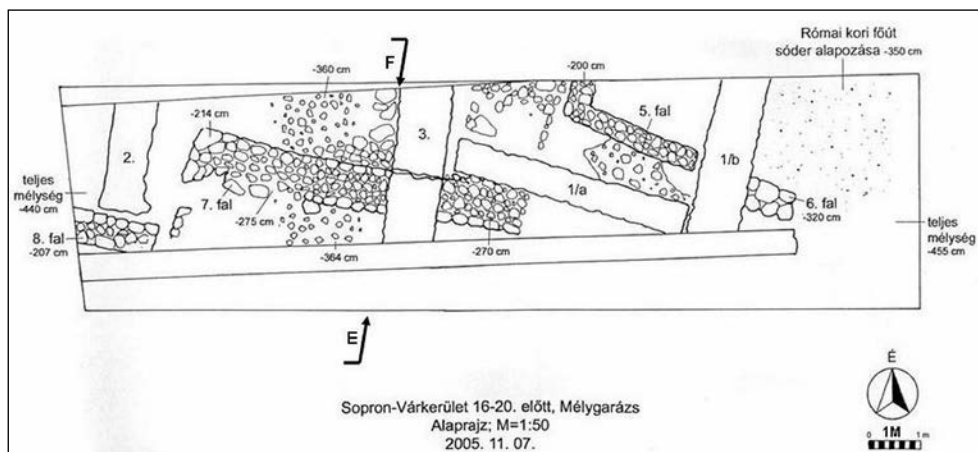 Római kori főút
sóder alapozása -350 cm
F
-360 cm
-200 cm
-214 cm
5. fal
2.
3.
1/b
teljes
mélység
-440 cm
7. fal
-275 cm
1/a
6. fal
-320 cm
8. fal
-207 cm
-364 cm
-270 cm
teljes
mélység
-455 cm
E
Sopron-Várkerület 16-20. előtt, Mélygarázs
Alaprajz; M=1:50
2005. 11. 07.
É
0 1M 1 m